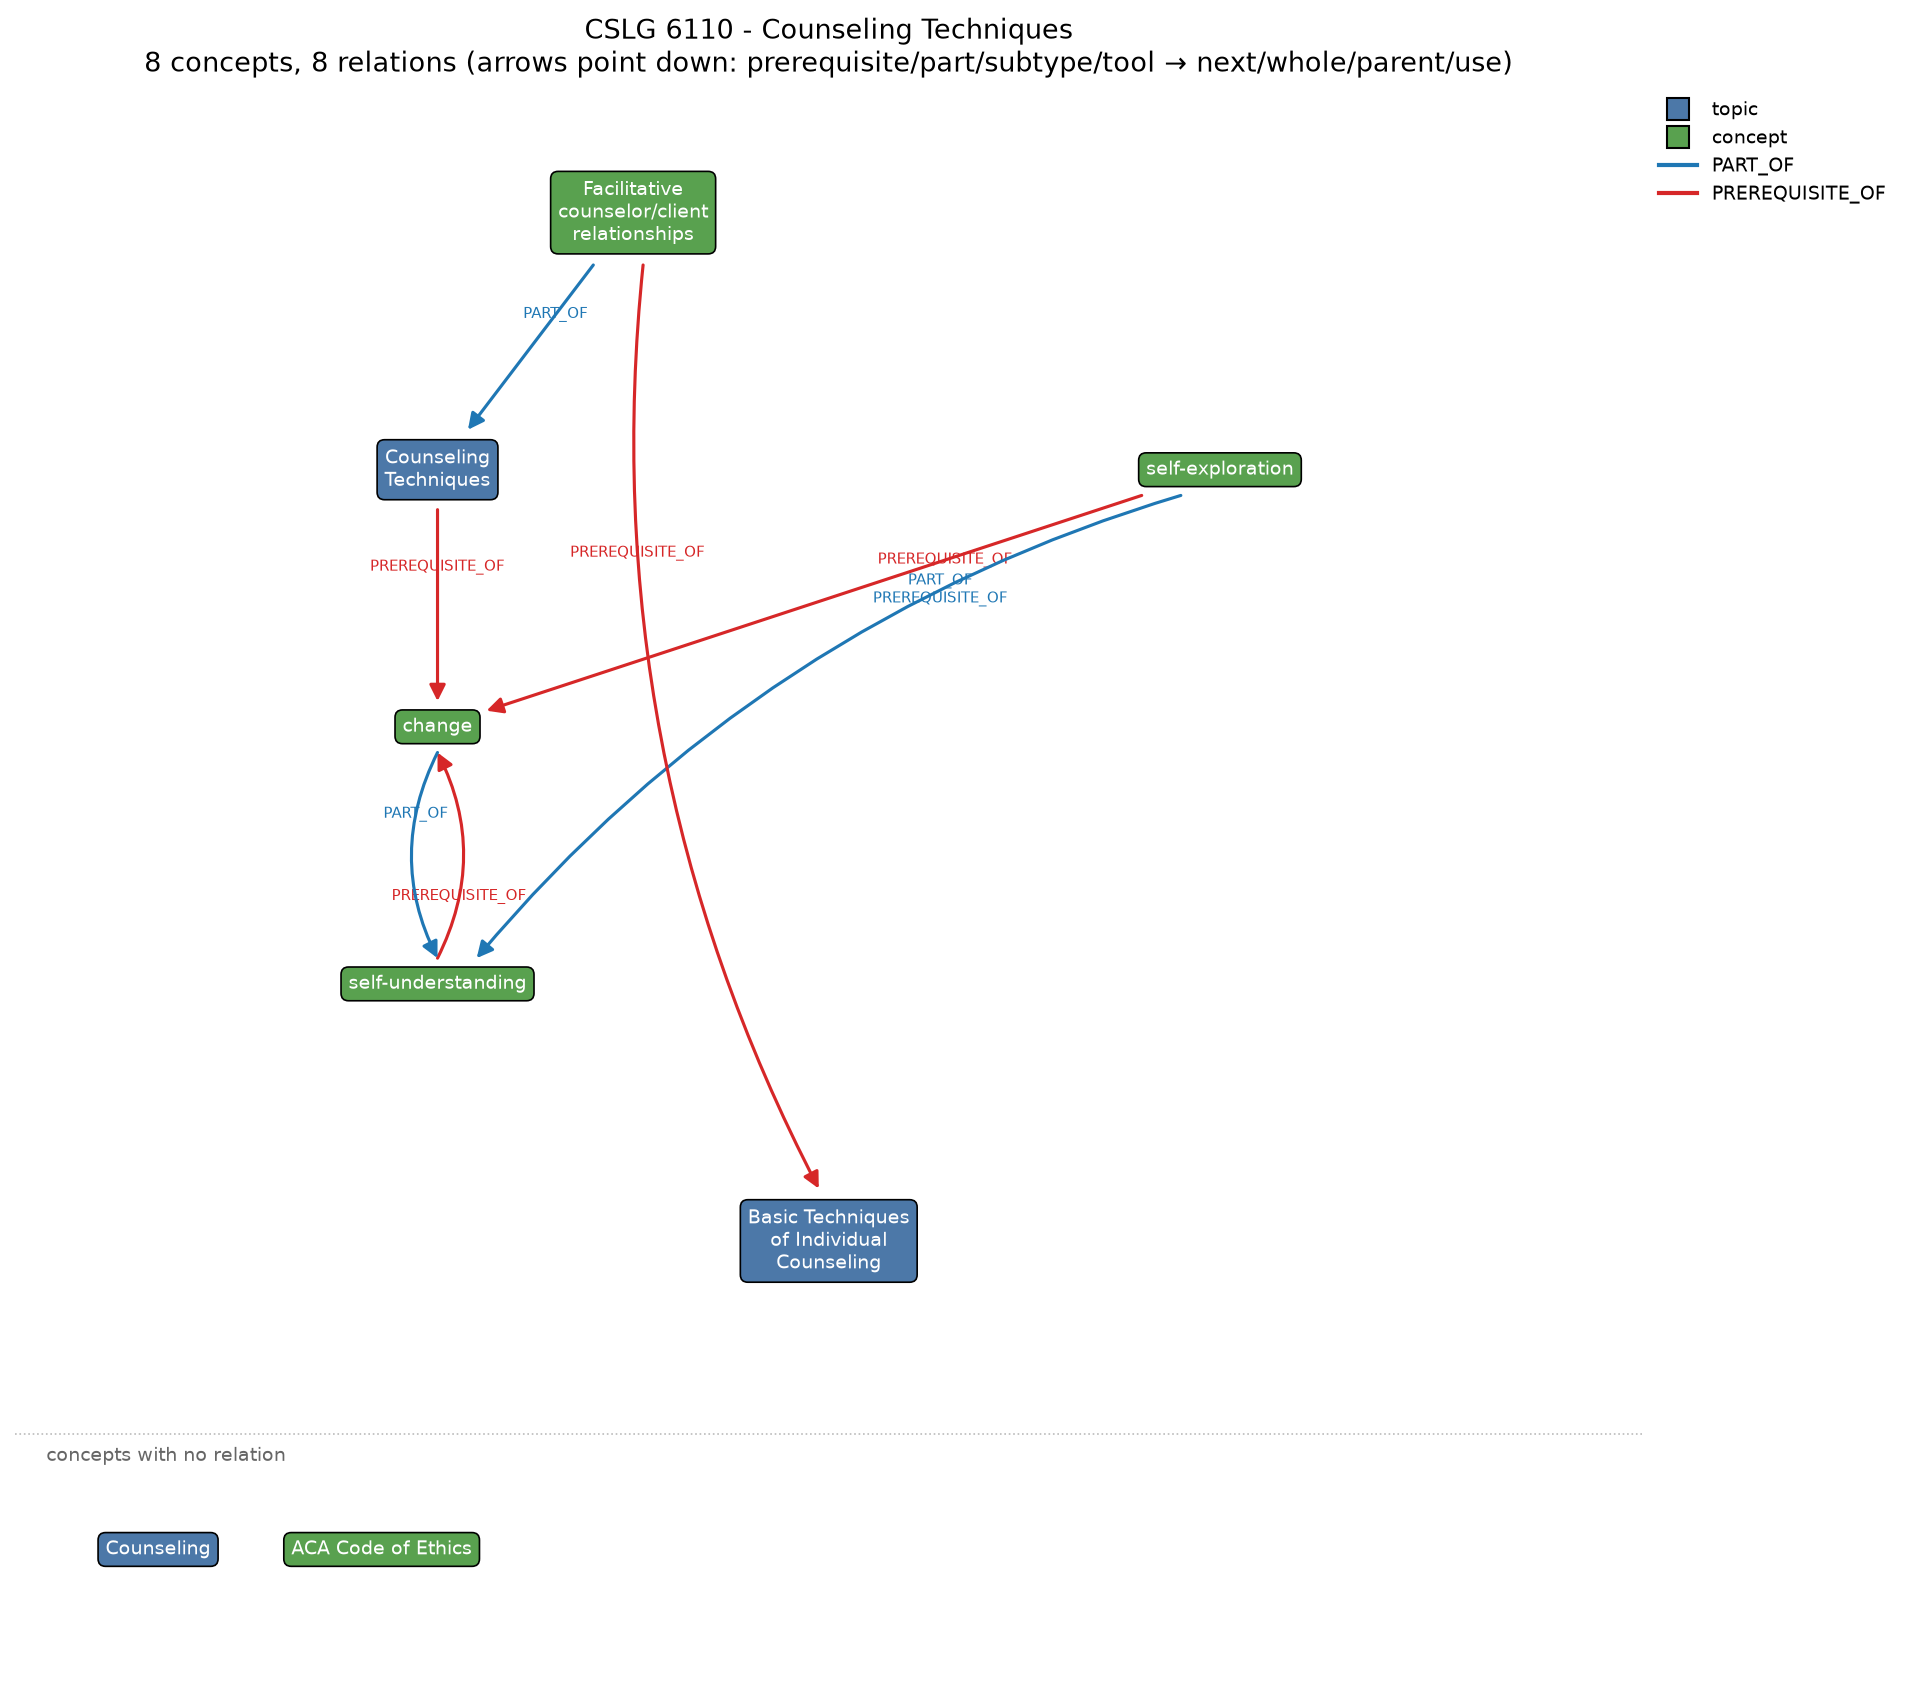 CSLG 6110 - Counseling Techniques
8 concepts, 8 relations (arrows point down: prerequisite/part/subtype/tool → next/whole/parent/use)
topic
concept
PART_OF
PREREQUISITE_OF
Facilitative
counselor/client
relationships
PART_OF
Counseling
Techniques
self-exploration
PREREQUISITE_OF
PREREQUISITE_OF
PREREQUISITE_OF
PART_OF
PREREQUISITE_OF
change
PART_OF
PREREQUISITE_OF
self-understanding
Basic Techniques
of Individual
Counseling
concepts with no relation
Counseling
ACA Code of Ethics